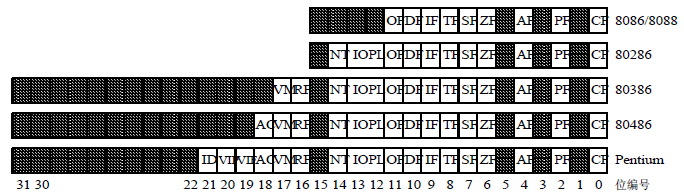 OF DF IF TF SF ZF AF PF CF 8086/8088
NT IOPL OF DF IF TF SF ZF AF PF CF 80286
VM RF NT IOPL OF DF IF TF SF ZF AF PF CF 80386
AC VM RF NT IOPL OF DF IF TF SF ZF AF PF CF 80486
ID VIP VIF AC VM RF NT IOPL OF DF IF TF SF ZF AF PF CF Pentium
31 30 22 21 20 19 18 17 16 15 14 13 12 11 10 9 8 7 6 5 4 3 2 1 0 位编号